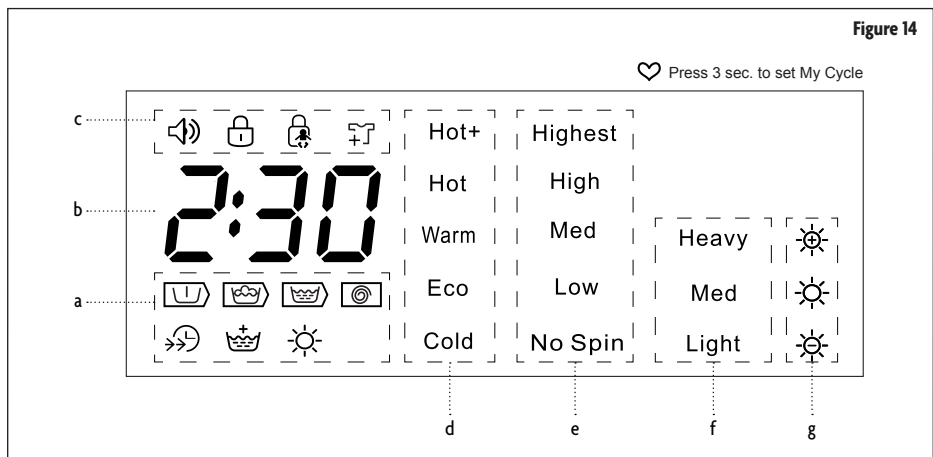 Figure 14
Press 3 sec. to set My Cycle
c
Hot+
Highest
2:30
b
Hot
High
Warm
Med
Heavy
a
Eco
Low
Med
Cold
No Spin
Light
d
e
f
g